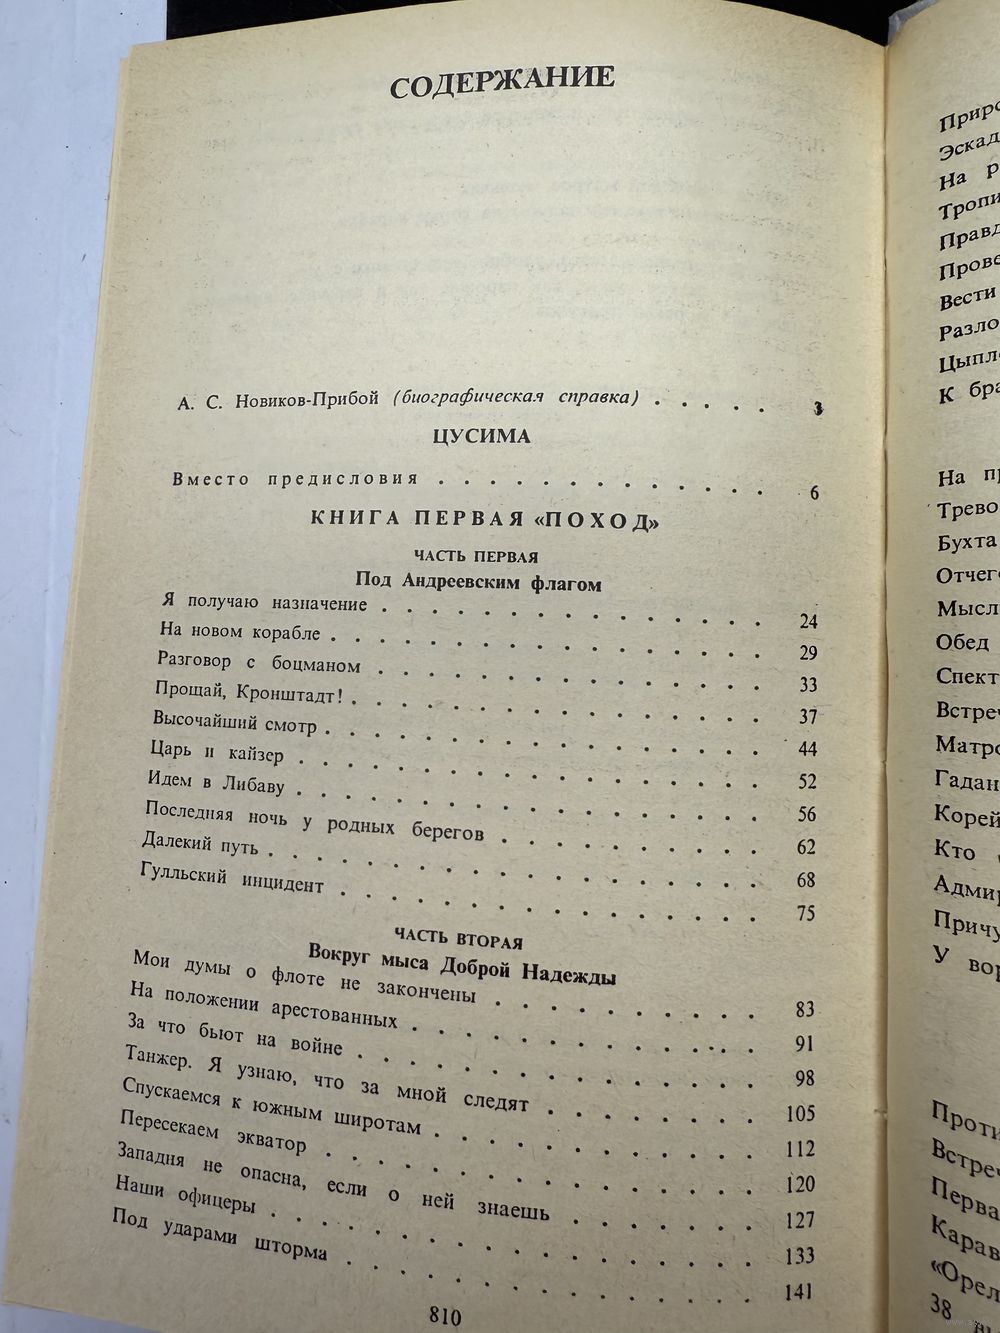 СОДЕРЖАНИЕ
А. С. Новиков-Прибой (биографическая справка) . . . . . 3
ЦУСИМА
Вместо предисловия . . . . . . . . . . . . . 6
КНИГА ПЕРВАЯ «ПОХОД»
ЧАСТЬ ПЕРВАЯ
Под Андреевским флагом
Я получаю назначение . . . . . . . . . . . . . . . 24
На новом корабле . . . . . . . . . . . . . . . . . 29
Разговор с боцманом . . . . . . . . . . . . . . . 33
Прощай, Кронштадт! . . . . . . . . . . . . . . . . 37
Высочайший смотр . . . . . . . . . . . . . . . . . 44
Царь и кайзер . . . . . . . . . . . . . . . . . . 52
Идем в Либаву . . . . . . . . . . . . . . . . . . 56
Последняя ночь у родных берегов . . . . . . . . . . 62
Далекий путь . . . . . . . . . . . . . . . . . . . 68
Гулльский инцидент . . . . . . . . . . . . . . . . 75
ЧАСТЬ ВТОРАЯ
Вокруг мыса Доброй Надежды
Мои думы о флоте не закончены . . . . . . . . . . . 83
На положении арестованных . . . . . . . . . . . . . 91
За что бьют на войне . . . . . . . . . . . . . . . 98
Танжер. Я узнаю, что за мной следят . . . . . . . . 105
Спускаемся к южным широтам . . . . . . . . . . . . 112
Пересекаем экватор . . . . . . . . . . . . . . . . 120
Западня не опасна, если о ней знаешь . . . . . . . 127
Наши офицеры . . . . . . . . . . . . . . . . . . . 133
Под ударами шторма . . . . . . . . . . . . . . . . 141
810
Приро
Эскад
На р
Тропи
Правд
Прове
Вести
Разло
Цыпл
К бра
На п
Трево
Бухта
Отчег
Мысл
Обед
Спект
Встреч
Матро
Гадан
Корей
Кто
Адмир
Причу
У вор
Проти
Встреч
Перва
Карав
«Орел
38